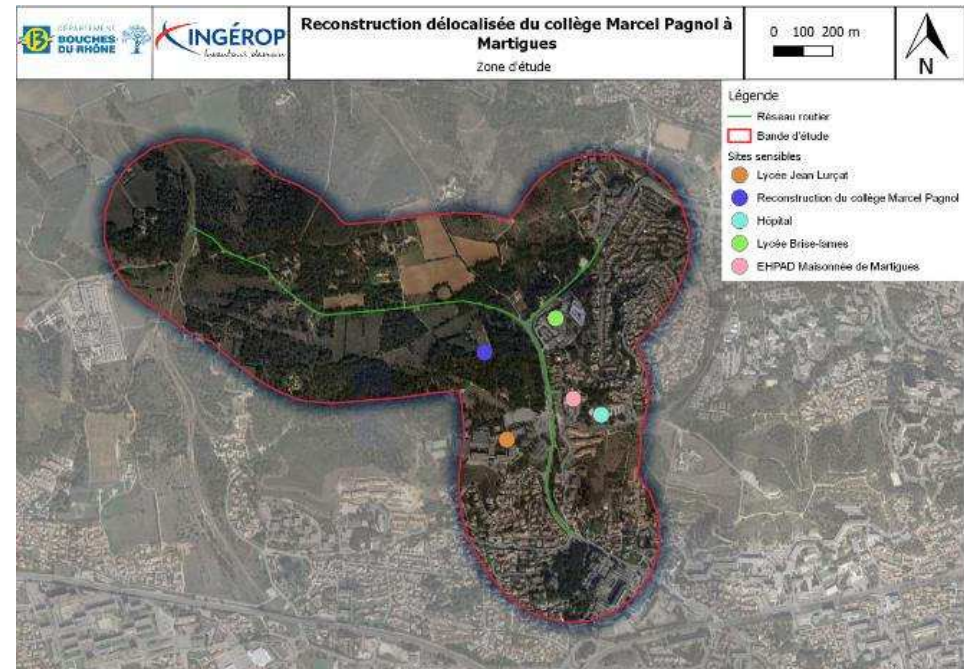 DÉPARTEMENT
BOUCHES
DU RHÔNE
INGÉROP
Reconstruction délocalisée du collège Marcel Pagnol à
Martigues
Zone d'étude
0 100 200 m
N
Légende
Réseau routier
Bande d'étude
Sites sensibles
Lycée Jean Lurçat
Reconstruction du collège Marcel Pagnol
Hôpital
Lycée Brise-lames
EHPAD Maisonnée de Martigues